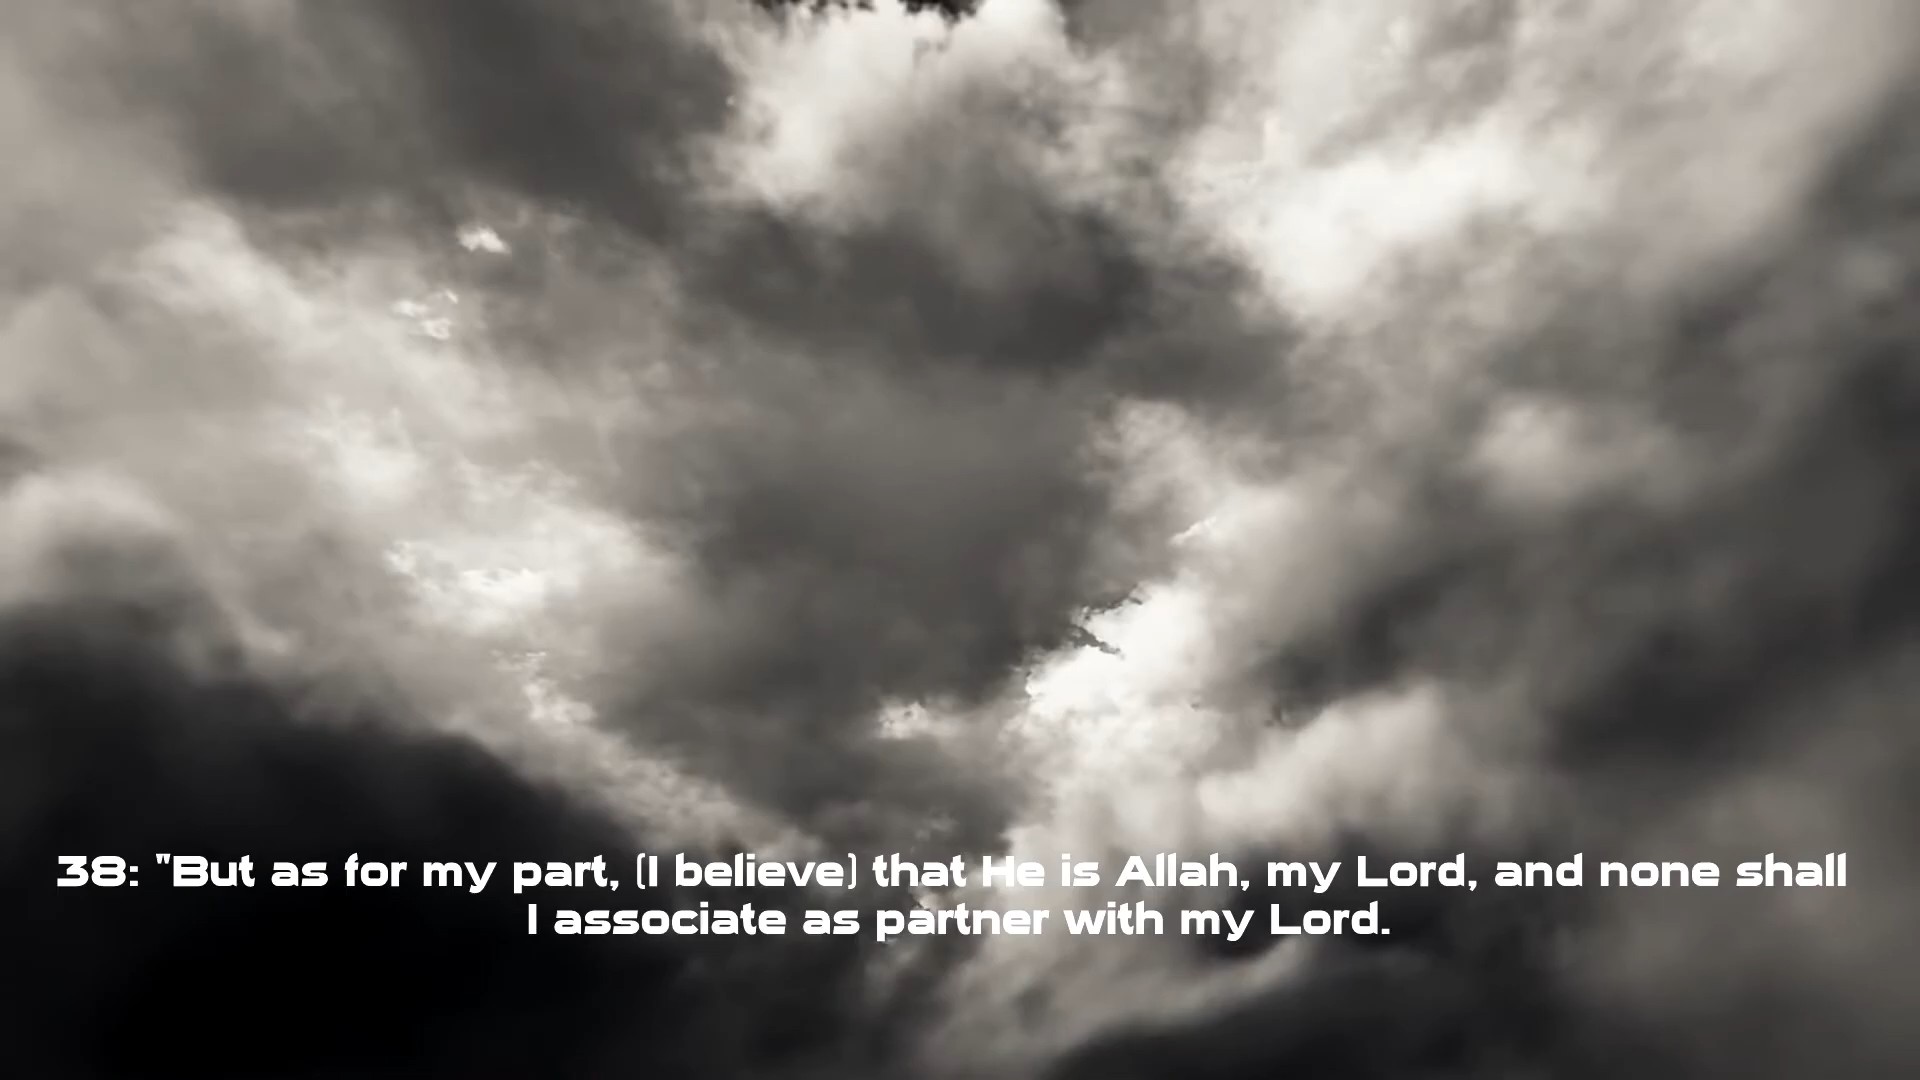 38: "But as for my part, (I believe) that He is Allah, my Lord, and none shall
I associate as partner with my Lord.